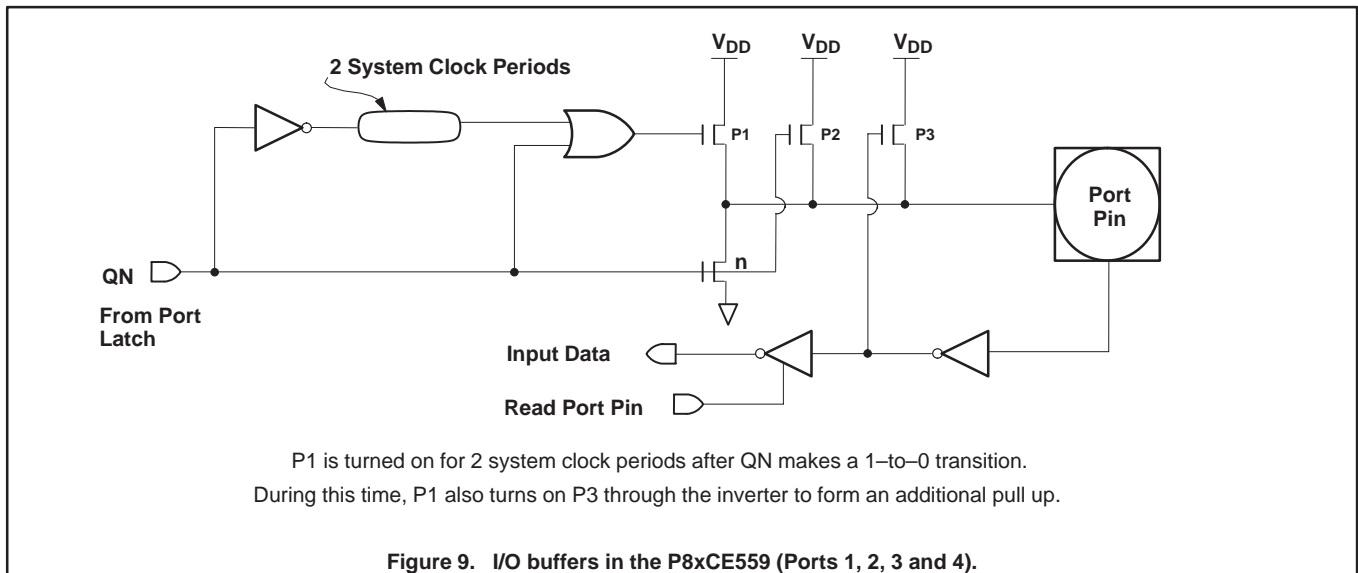 VDD VDD VDD
2 System Clock Periods
P1 P2 P3
Port
Pin
n
QN
From Port
Latch
Input Data
Read Port Pin
P1 is turned on for 2 system clock periods after QN makes a 1–to–0 transition.
During this time, P1 also turns on P3 through the inverter to form an additional pull up.
Figure 9. I/O buffers in the P8xCE559 (Ports 1, 2, 3 and 4).